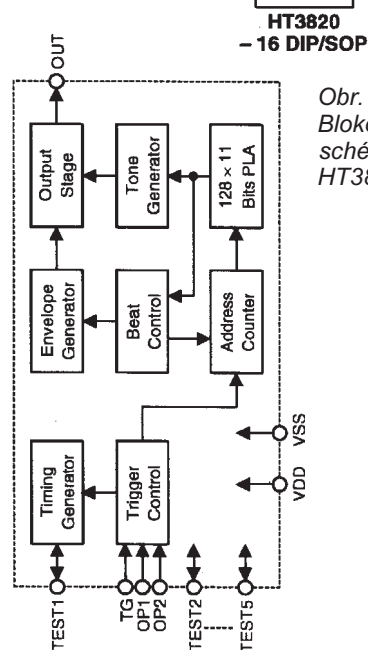 HT3820
– 16 DIP/SOP
Obr.
Bloko
sché
HT38
OUT
Output
Stage
Tone
Generator
128 × 11
Bits PLA
Envelope
Generator
Beat
Control
Address
Counter
Timing
Generator
Trigger
Control
VSS
VDD
TEST1
TG
OP1
OP2
TEST2
TEST5